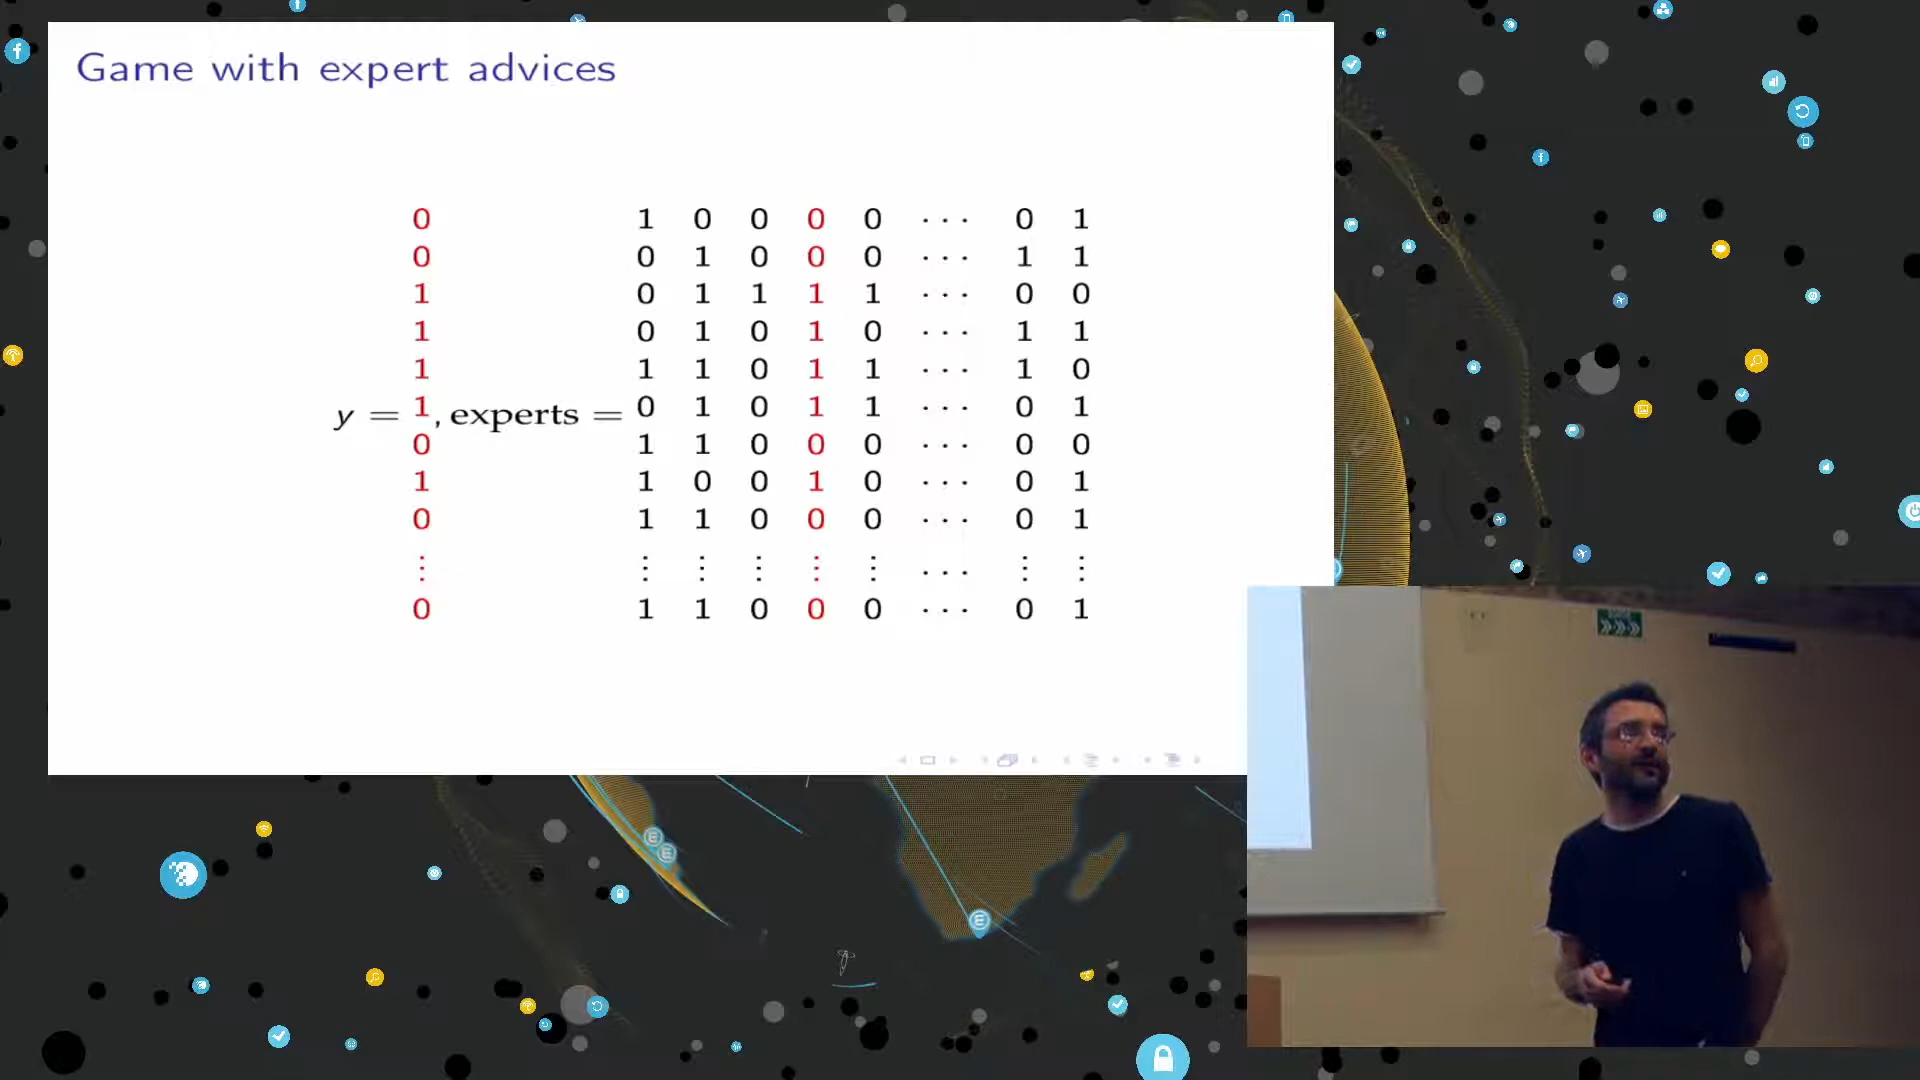 Game with expert advices
0 1 0 0 0 0 ··· 0 1
0 0 1 0 0 0 ··· 1 1
1 0 1 1 1 1 ··· 0 0
1 0 1 0 1 0 ··· 1 1
1 1 1 0 1 1 ··· 1 0
y = 1, experts = 0 1 0 1 1 ··· 0 1
0 1 1 0 0 0 ··· 0 0
1 1 0 0 1 0 ··· 0 1
0 1 1 0 0 0 ··· 0 1
⋮ ⋮ ⋮ ⋮ ⋮ ⋮ ··· ⋮ ⋮
0 1 1 0 0 0 ··· 0 1